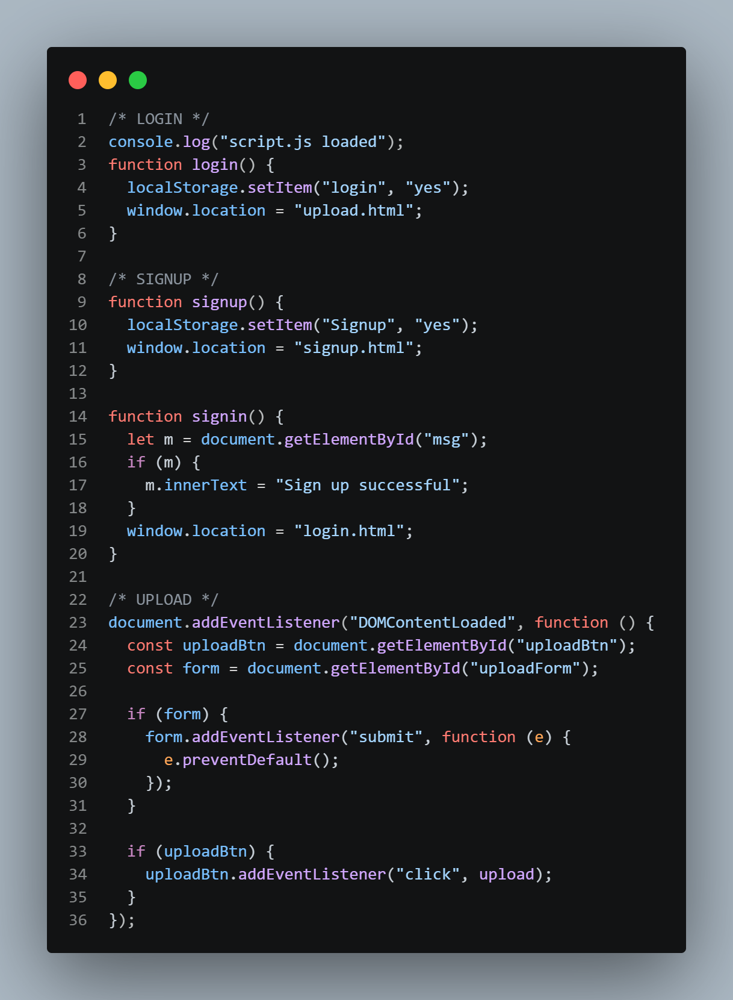 1 /* LOGIN */
2 console.log("script.js loaded");
3 function login() {
4   localStorage.setItem("login", "yes");
5   window.location = "upload.html";
6 }
7
8 /* SIGNUP */
9 function signup() {
10   localStorage.setItem("Signup", "yes");
11   window.location = "signup.html";
12 }
13
14 function signin() {
15   let m = document.getElementById("msg");
16   if (m) {
17     m.innerText = "Sign up successful";
18   }
19   window.location = "login.html";
20 }
21
22 /* UPLOAD */
23 document.addEventListener("DOMContentLoaded", function () {
24   const uploadBtn = document.getElementById("uploadBtn");
25   const form = document.getElementById("uploadForm");
26
27   if (form) {
28     form.addEventListener("submit", function (e) {
29       e.preventDefault();
30     });
31   }
32
33   if (uploadBtn) {
34     uploadBtn.addEventListener("click", upload);
35   }
36 });